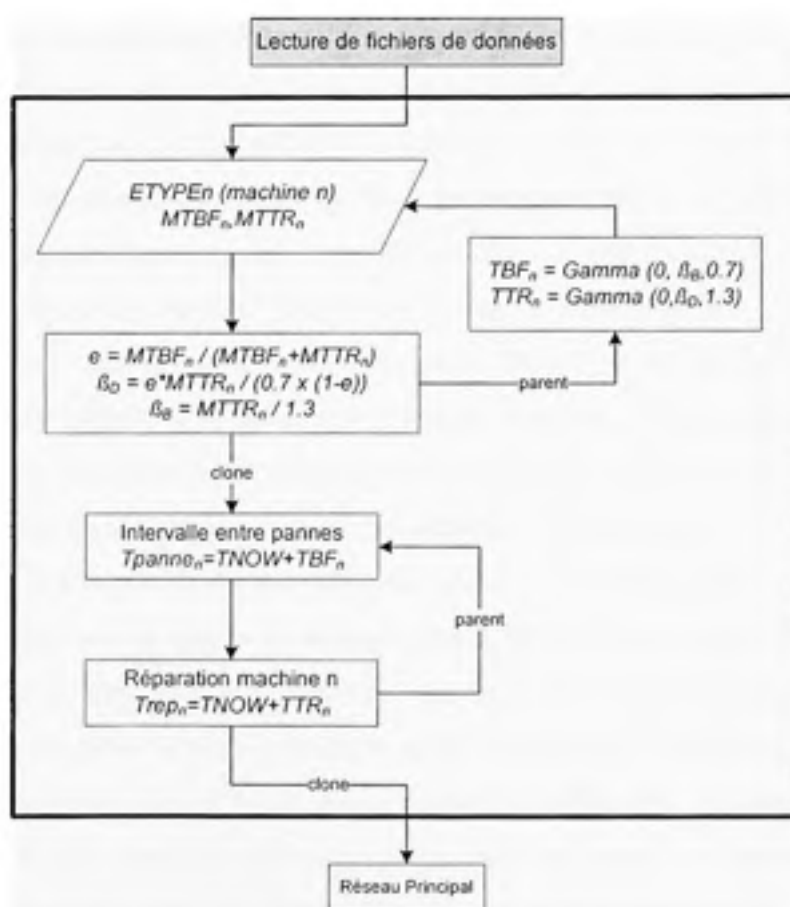 Lecture de fichiers de données
ETYPEn (machine n)
MTBFₙ,MTTRₙ
TBFₙ = Gamma (0, ßB,0.7)
TTRₙ = Gamma (0,ßD,1.3)
e = MTBFₙ / (MTBFₙ+MTTRₙ)
ßD = e*MTTRₙ / (0.7 x (1-e))
ßB = MTTRₙ / 1.3
parent
clone
Intervalle entre pannes
Tpanneₙ=TNOW+TBFₙ
parent
Réparation machine n
Trepₙ=TNOW+TTRₙ
clone
Réseau Principal